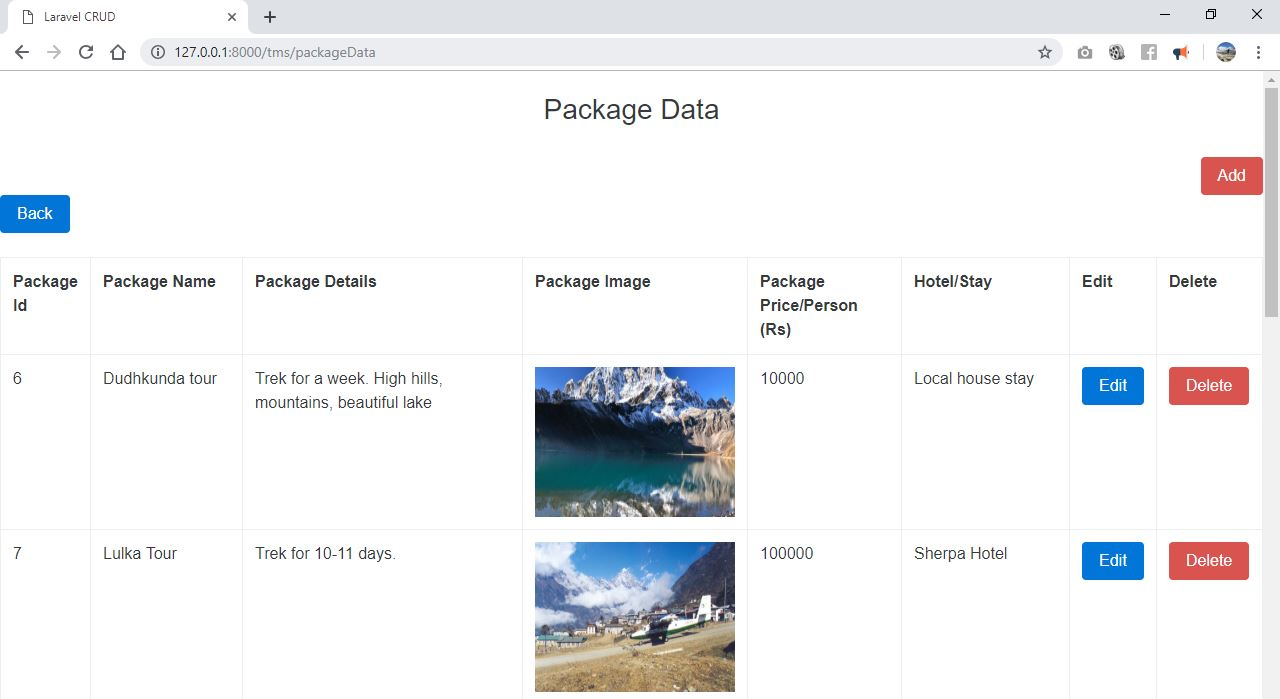 Laravel CRUD
127.0.0.1:8000/tms/packageData
Package Data
Add
Back
Package Id
Package Name
Package Details
Package Image
Package Price/Person (Rs)
Hotel/Stay
Edit
Delete
6
Dudhkunda tour
Trek for a week. High hills,
mountains, beautiful lake
10000
Local house stay
Edit
Delete
7
Lulka Tour
Trek for 10-11 days.
100000
Sherpa Hotel
Edit
Delete